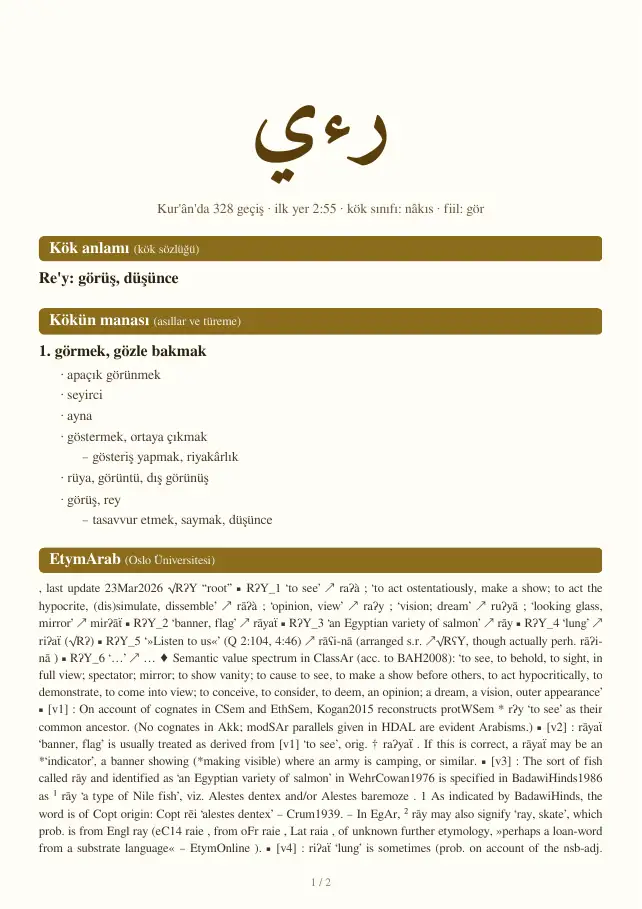 رءي
Kur'ân'da 328 geçiş · ilk yer 2:55 · kök sınıfı: nâkıs · fiil: gör
Kök anlamı (kök sözlüğü)
Re'y: görüş, düşünce
Kökün manası (asıllar ve türeme)
1. görmek, gözle bakmak
· apaçık görünmek
· seyirci
· ayna
· göstermek, ortaya çıkmak
– gösteriş yapmak, riyakârlık
· rüya, görüntü, dış görünüş
· görüş, rey
– tasavvur etmek, saymak, düşünce
EtymArab (Oslo Üniversitesi)
, last update 23Mar2026 √RʔY “root” ▪ RʔY_1 ‘to see’ ↗ raʔà ; ‘to act ostentatiously, make a show; to act the
hypocrite, (dis)simulate, dissemble’ ↗ rāʔà ; ‘opinion, view’ ↗ raʔy ; ‘vision; dream’ ↗ ruʔyā ; ‘looking glass,
mirror’ ↗ mirʔāẗ ▪ RʔY_2 ‘banner, flag’ ↗ rāyaẗ ▪ RʔY_3 ‘an Egyptian variety of salmon’ ↗ rāy ▪ RʔY_4 ‘lung’ ↗
riʔaẗ (√Rʔ) ▪ RʔY_5 ‘»Listen to us«’ (Q 2:104, 4:46) ↗ rāʕi-nā (arranged s.r. ↗√RʕY, though actually perh. rāʔi-
nā ) ▪ RʔY_6 ‘…’ ↗ … ♦ Semantic value spectrum in ClassAr (acc. to BAH2008): ‘to see, to behold, to sight, in
full view; spectator; mirror; to show vanity; to cause to see, to make a show before others, to act hypocritically, to
demonstrate, to come into view; to conceive, to consider, to deem, an opinion; a dream, a vision, outer appearance’
▪ [v1] : On account of cognates in CSem and EthSem, Kogan2015 reconstructs protWSem * rʔy ‘to see’ as their
common ancestor. (No cognates in Akk; modSAr parallels given in HDAL are evident Arabisms.) ▪ [v2] : rāyaẗ
‘banner, flag’ is usually treated as derived from [v1] ‘to see’, orig. † raʔyaẗ . If this is correct, a rāyaẗ may be an
*‘indicator’, a banner showing (*making visible) where an army is camping, or similar. ▪ [v3] : The sort of fish
called rāy and identified as ‘an Egyptian variety of salmon’ in WehrCowan1976 is specified in BadawiHinds1986
as ¹ rāy ‘a type of Nile fish’, viz. Alestes dentex and/or Alestes baremoze . 1 As indicated by BadawiHinds, the
word is of Copt origin: Copt rēi ‘alestes dentex’ – Crum1939. – In EgAr, ² rāy may also signify ‘ray, skate’, which
prob. is from Engl ray (eC14 raie , from oFr raie , Lat raia , of unknown further etymology, »perhaps a loan-word
from a substrate language« – EtymOnline ). ▪ [v4] : riʔaẗ ‘lung’ is sometimes (prob. on account of the nsb-adj.
1 / 2